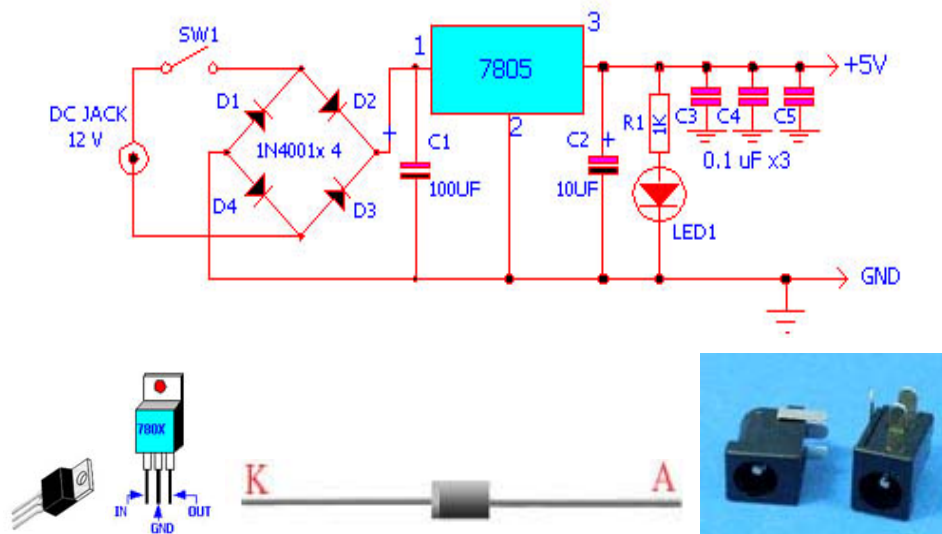 SW1
DC JACK
12 V
D1
D2
1N4001x 4
D4
D3
+
C1
100UF
1
7805
3
2
C2
+
10UF
R1
1K
LED1
C3
C4
C5
0.1 uF x3
+5V
GND
780X
IN
GND
OUT
K
A